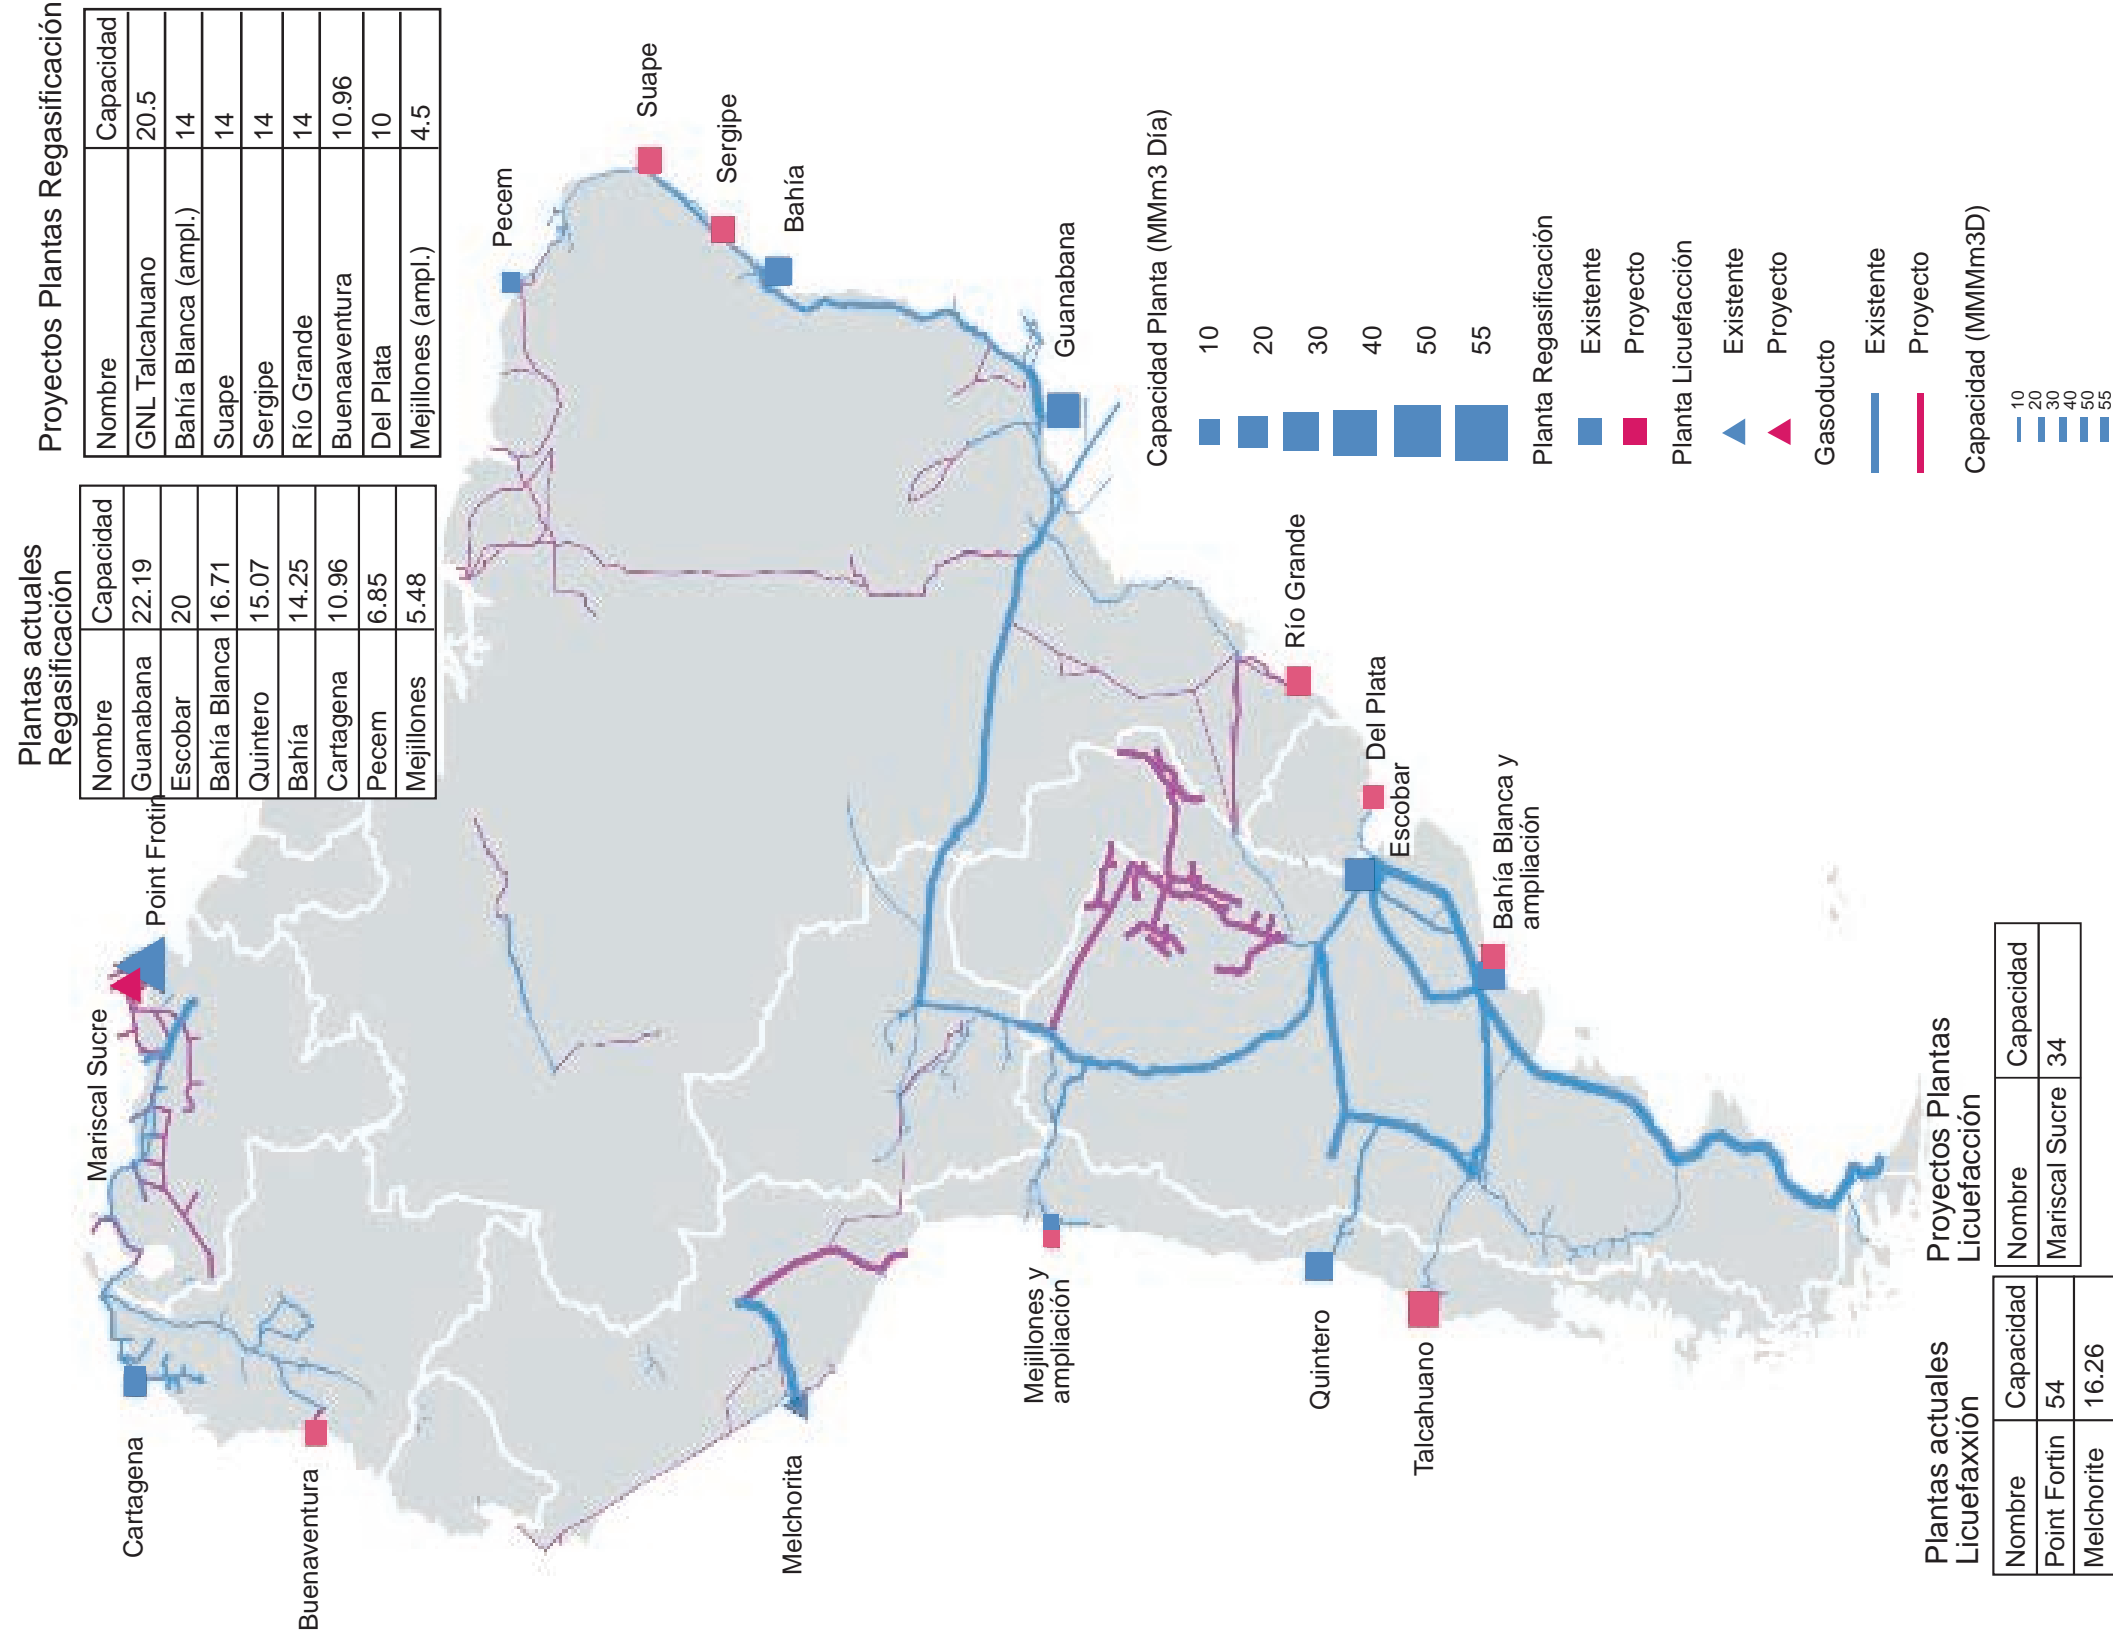 Plantas actuales
Regasificación
Nombre Capacidad
Guanabana 22.19
Escobar 20
Bahía Blanca 16.71
Quintero 15.07
Bahía 14.25
Cartagena 10.96
Pecem 6.85
Mejillones 5.48
Proyectos Plantas Regasificación
Nombre Capacidad
GNL Talcahuano 20.5
Bahía Blanca (ampl.) 14
Suape 14
Sergipe 14
Río Grande 14
Buenaaventura 10.96
Del Plata 10
Mejillones (ampl.) 4.5
Cartagena
Buenaventura
Mariscal Sucre
Point Frotin
Pecem
Suape
Sergipe
Bahía
Guanabana
Melchorita
Mejillones y
ampliación
Quintero
Talcahuano
Río Grande
Del Plata
Escobar
Bahía Blanca y
ampliación
Capacidad Planta (MMm3 Día)
10
20
30
40
50
55
Planta Regasificación
Existente
Proyecto
Planta Licuefacción
Existente
Proyecto
Gasoducto
Existente
Proyecto
Capacidad (MMMm3D)
10
20
30
40
50
55
Plantas actuales
Licuefaxxión
Nombre Capacidad
Point Fortin 54
Melchorite 16.26
Proyectos Plantas
Licuefacción
Nombre Capacidad
Mariscal Sucre 34